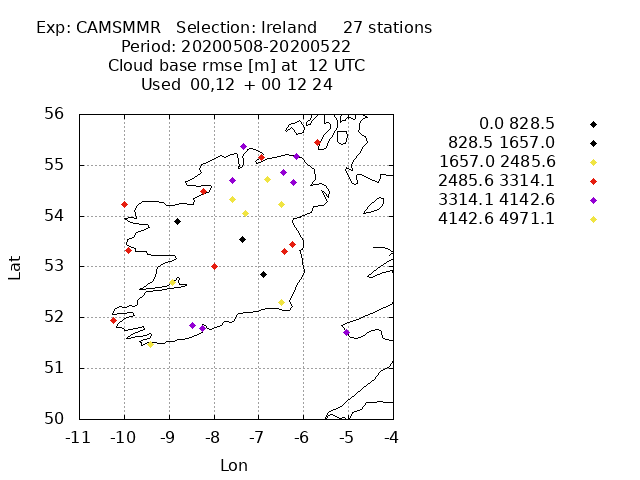 Exp: CAMSMMR Selection: Ireland 27 stations
Period: 20200508-20200522
Cloud base rmse [m] at 12 UTC
Used 00,12 + 00 12 24
56
55
54
53
52
51
50
Lat
-11 -10 -9 -8 -7 -6 -5 -4
Lon
0.0 828.5
828.5 1657.0
1657.0 2485.6
2485.6 3314.1
3314.1 4142.6
4142.6 4971.1